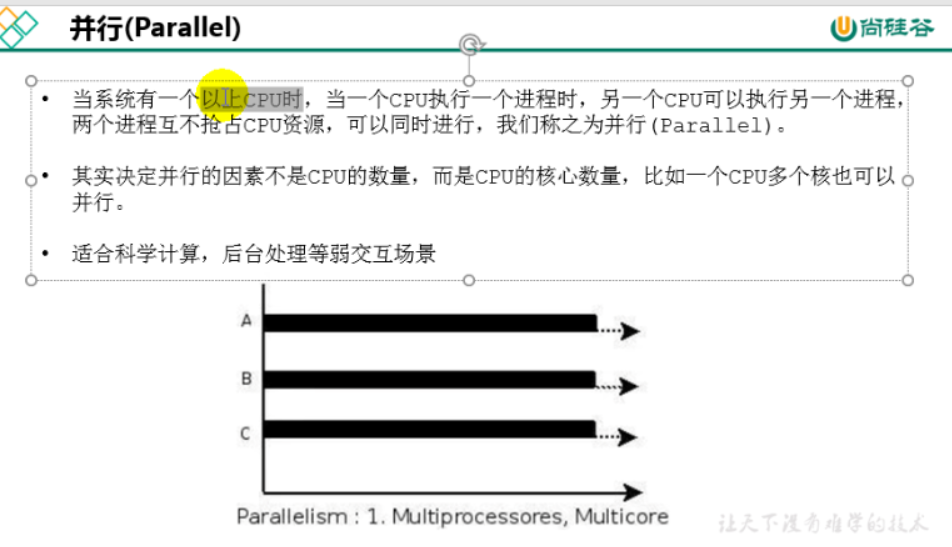 并行(Parallel)
尚硅谷
• 当系统有一个以上CPU时，当一个CPU执行一个进程时，另一个CPU可以执行另一个进程，
两个进程互不抢占CPU资源，可以同时进行，我们称之为并行(Parallel)。
• 其实决定并行的因素不是CPU的数量，而是CPU的核心数量，比如一个CPU多个核也可以
并行。
• 适合科学计算，后台处理等弱交互场景
A
B
C
Parallelism : 1. Multiprocessores, Multicore
让天下没有难学的技术